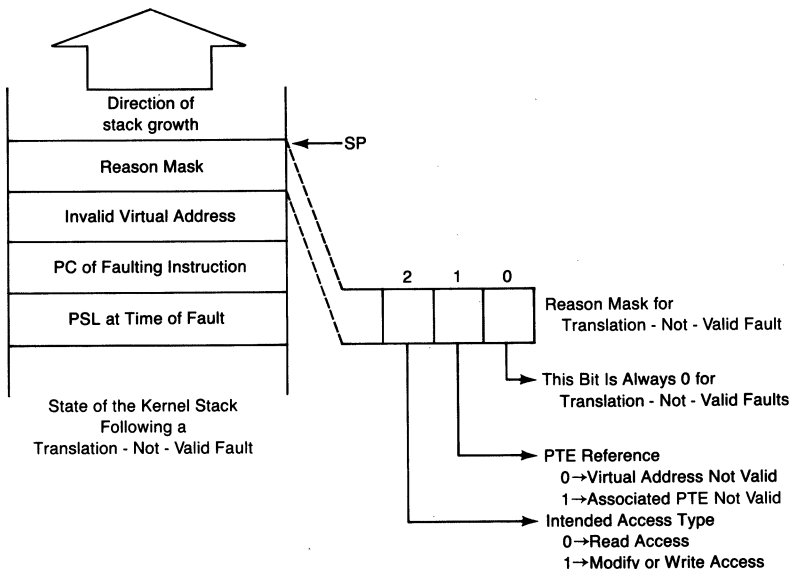 Direction of
stack growth
SP
Reason Mask
Invalid Virtual Address
PC of Faulting Instruction
PSL at Time of Fault
State of the Kernel Stack
Following a
Translation - Not - Valid Fault
2 1 0
Reason Mask for
Translation - Not - Valid Fault
This Bit Is Always 0 for
Translation - Not - Valid Faults
PTE Reference
0→Virtual Address Not Valid
1→Associated PTE Not Valid
Intended Access Type
0→Read Access
1→Modify or Write Access